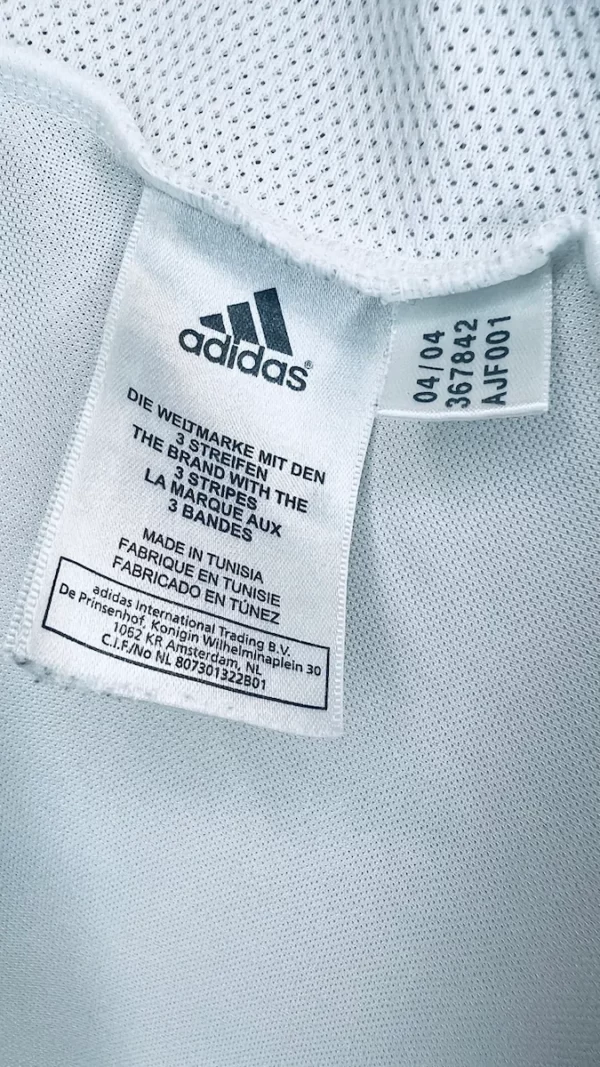 adidas®
DIE WELTMARKE MIT DEN
3 STREIFEN
THE BRAND WITH THE
3 STRIPES
LA MARQUE AUX
3 BANDES
MADE IN TUNISIA
FABRIQUE EN TUNISIE
FABRICADO EN TÚNEZ
adidas International Trading B.V.
De Prinsenhof, Konigin Wilhelminaplein 30
1062 KR Amsterdam, NL
C.I.F./No NL 807301322B01
04/04
367842
AJF001